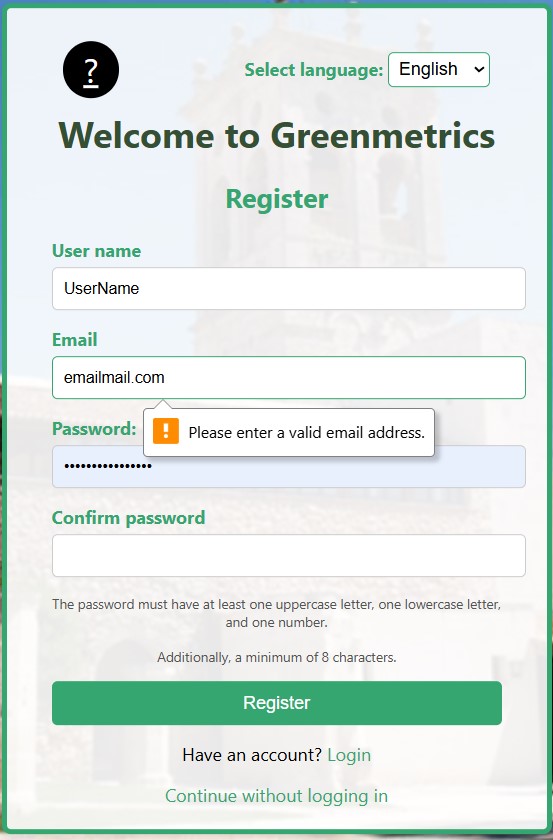 ?
Select language: English
Welcome to Greenmetrics
Register
User name
UserName
Email
emailmail.com
Please enter a valid email address.
Password:
••••••••••••••••
Confirm password
The password must have at least one uppercase letter, one lowercase letter,
and one number.
Additionally, a minimum of 8 characters.
Register
Have an account? Login
Continue without logging in